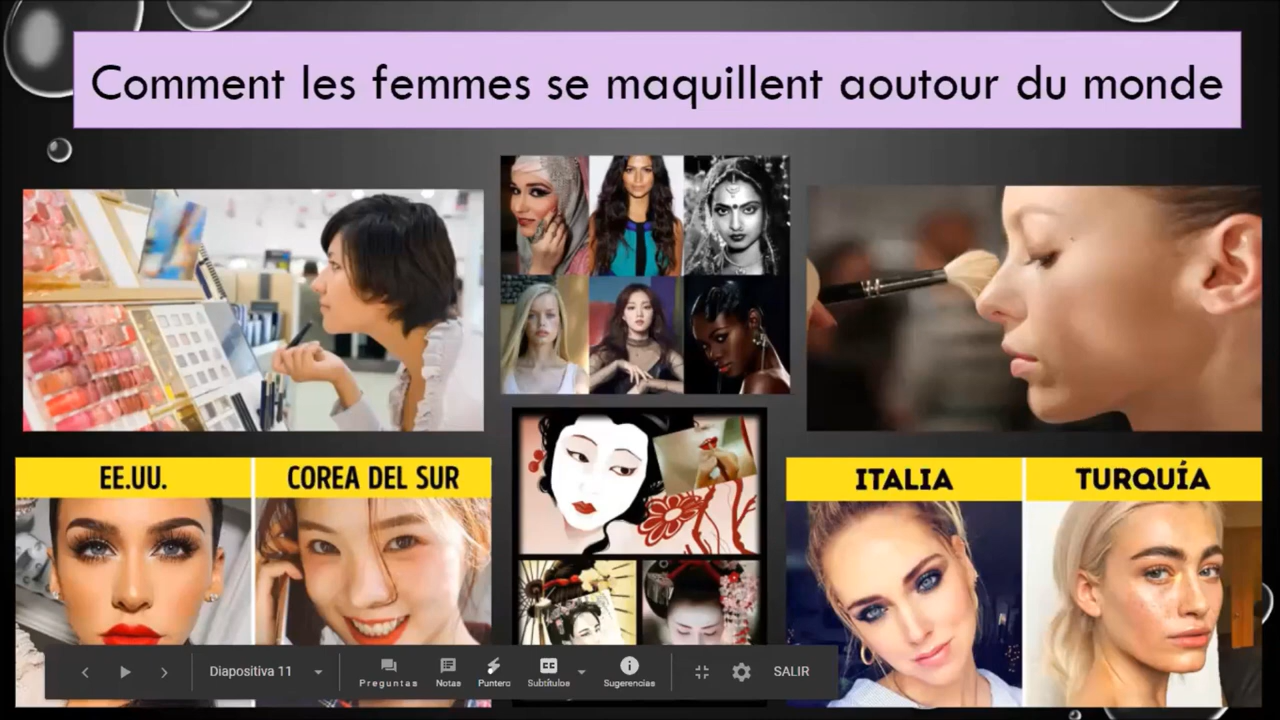 Comment les femmes se maquillent aoutour du monde
EE.UU.
COREA DEL SUR
ITALIA
TURQUÍA
Diapositiva 11
Preguntas
Notas
Puntero
CC
Subtítulos
Sugerencias
SALIR